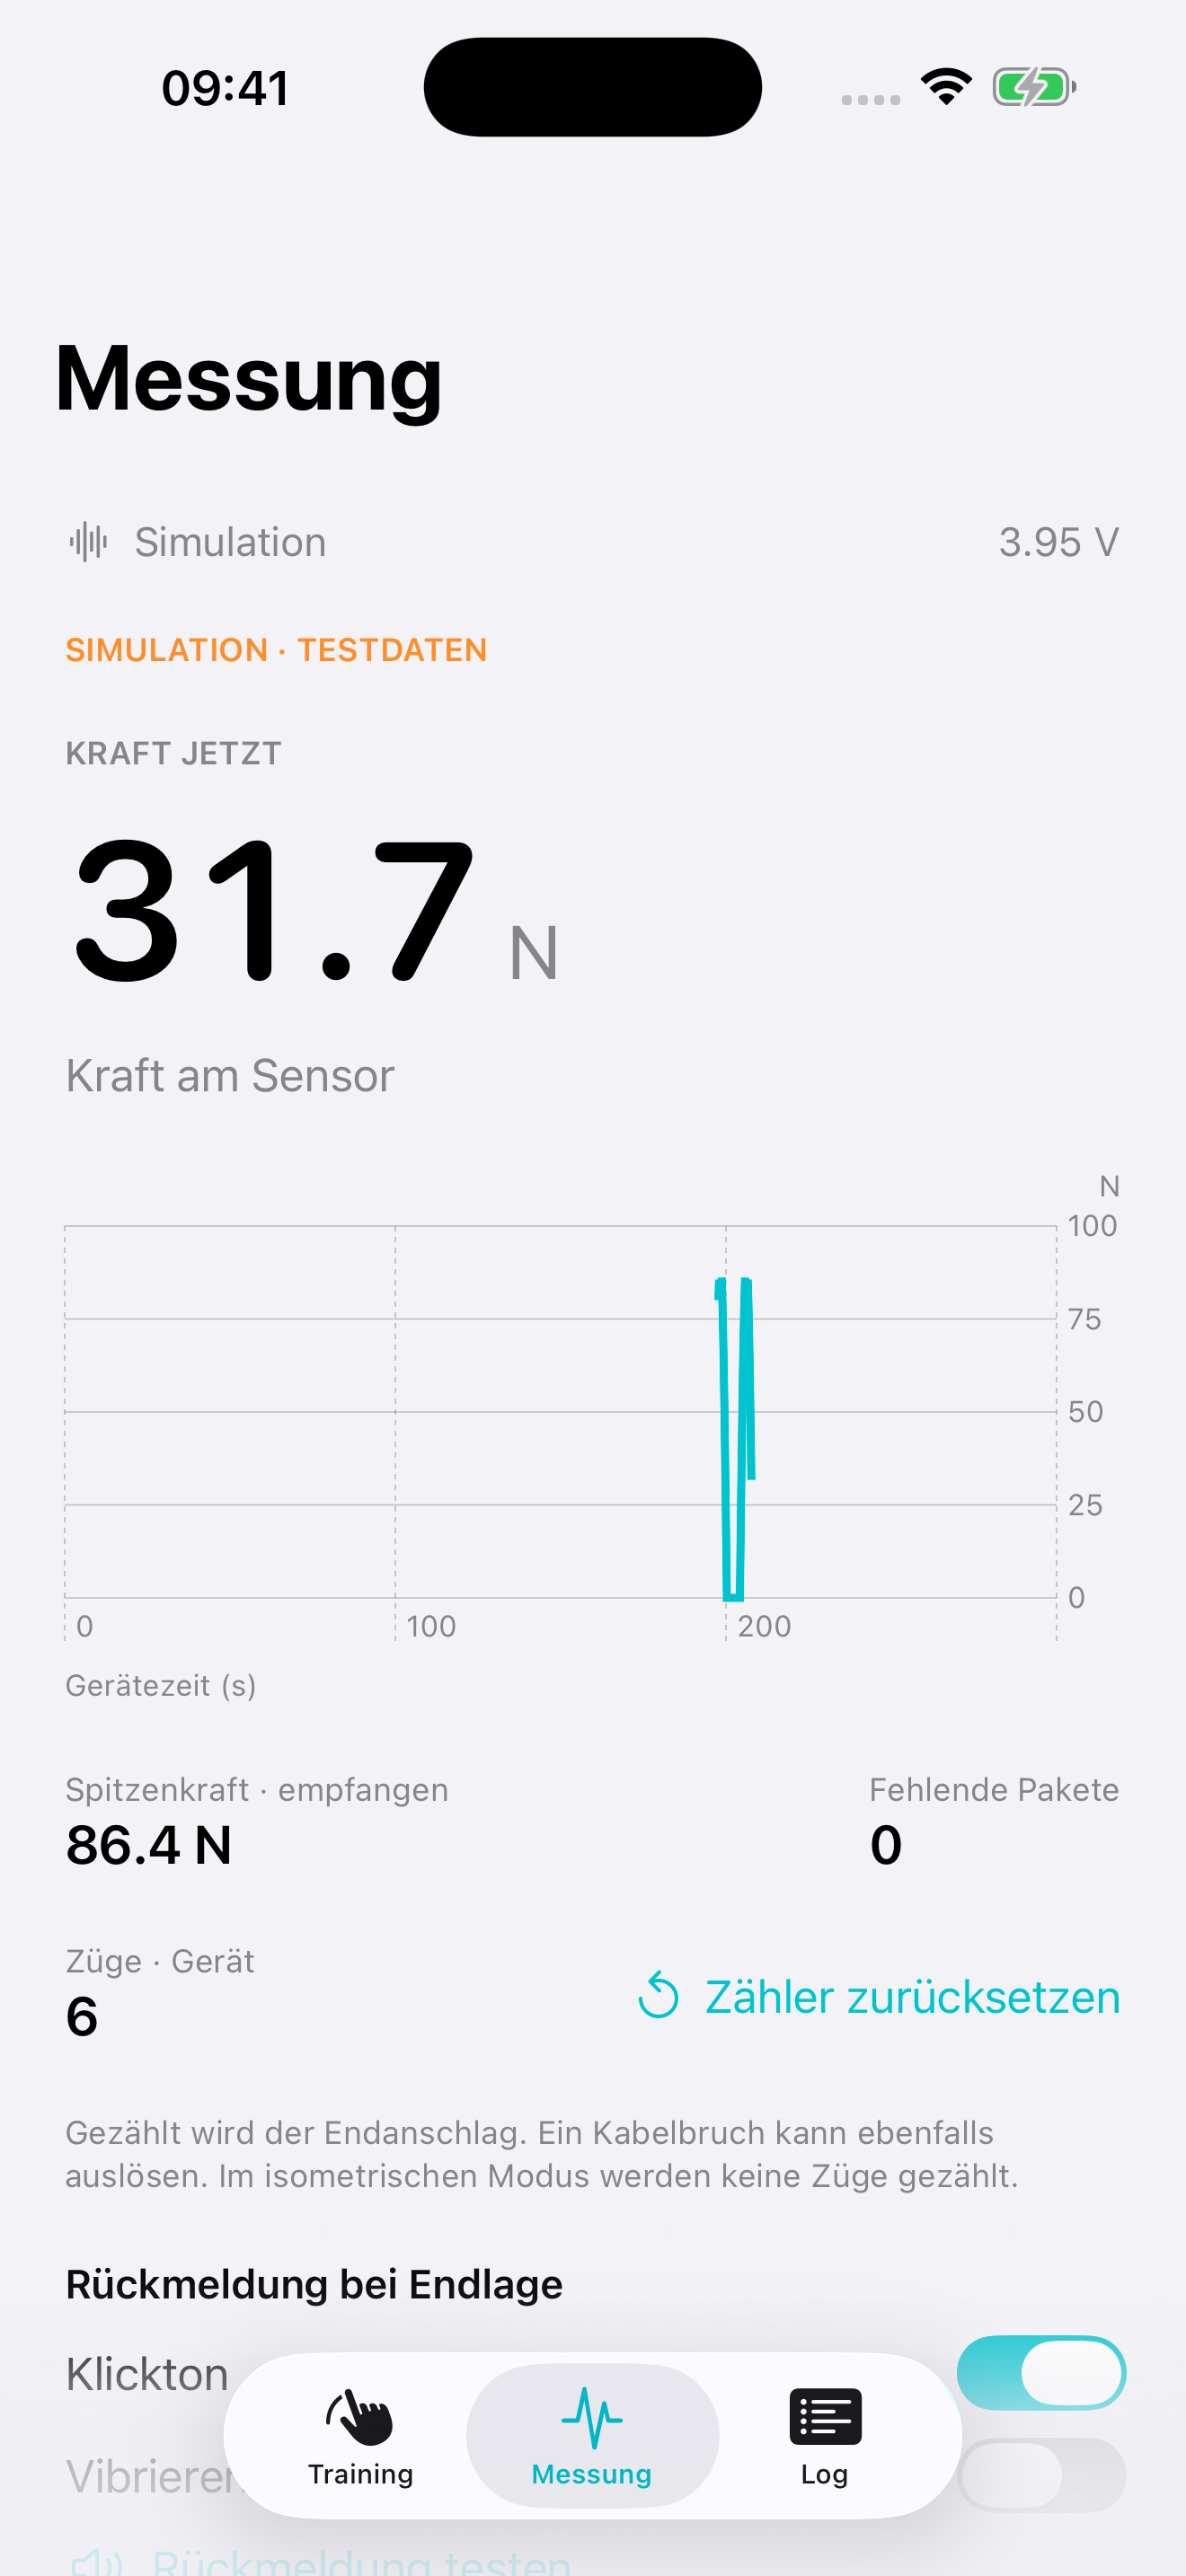 09:41
Messung
Simulation 3.95 V
SIMULATION · TESTDATEN
KRAFT JETZT
31.7 N
Kraft am Sensor
N
100
75
50
25
0
0 100 200
Gerätezeit (s)
Spitzenkraft · empfangen Fehlende Pakete
86.4 N 0
Züge · Gerät
6
Zähler zurücksetzen
Gezählt wird der Endanschlag. Ein Kabelbruch kann ebenfalls
auslösen. Im isometrischen Modus werden keine Züge gezählt.
Rückmeldung bei Endlage
Klickton
Vibrieren
Training Messung Log
Rückmeldung testen